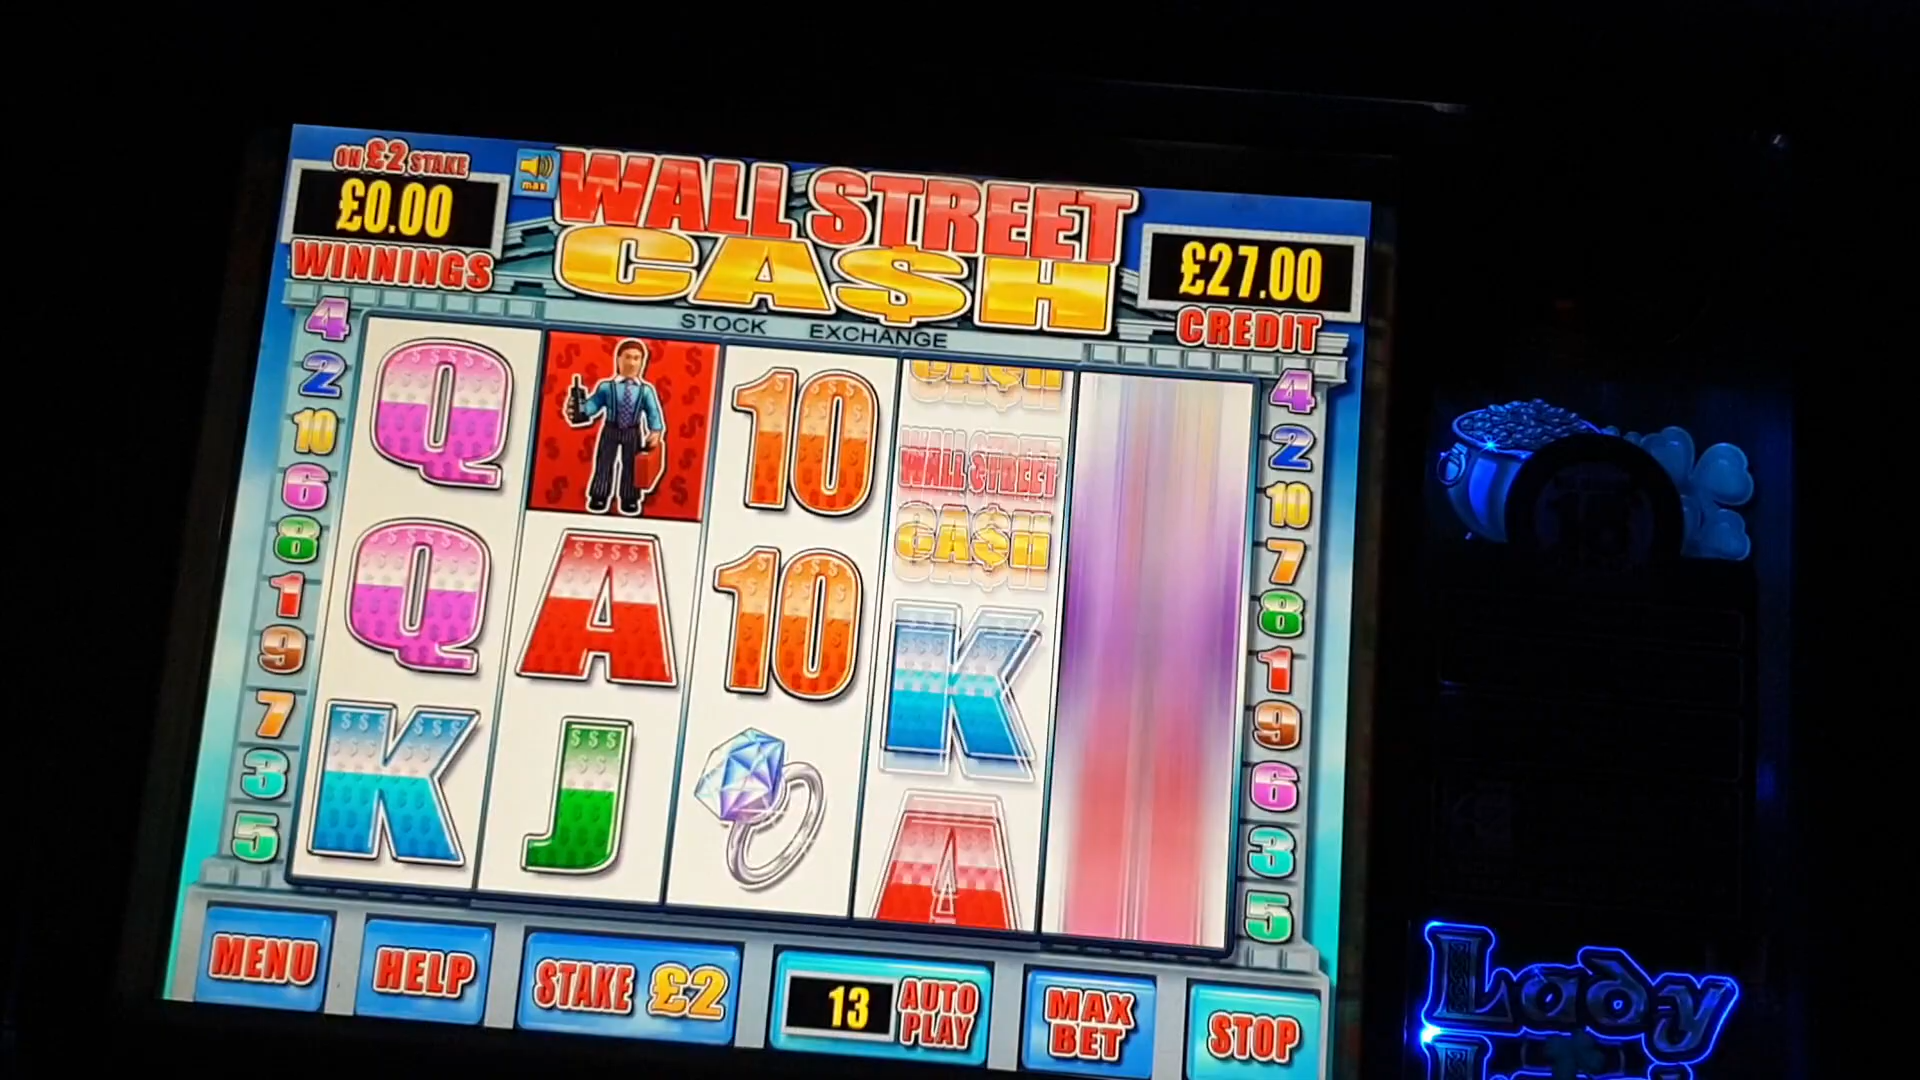 ON £2 STAKE
£0.00
WINNINGS
max
WALL STREET
CA$H
STOCK EXCHANGE
£27.00
CREDIT
4
2
10
6
8
1
9
7
3
5
Q
10
CA$H
Q
A
10
WALL STREET
CA$H
K
J
K
A
4
2
10
7
8
1
9
6
3
5
MENU
HELP
STAKE £2
13
AUTO
PLAY
MAX
BET
STOP
Lady